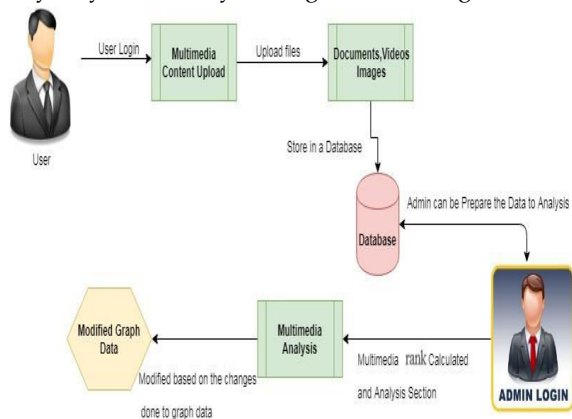 User Login
Multimedia
Content Upload
Upload files
Documents,Videos
Images
User
Store in a Database
Admin can be Prepare the Data to Analysis
Database
Modified Graph
Data
Multimedia
Analysis
Multimedia rank Calculated
and Analysis Section
Modified based on the changes
done to graph data
ADMIN LOGIN